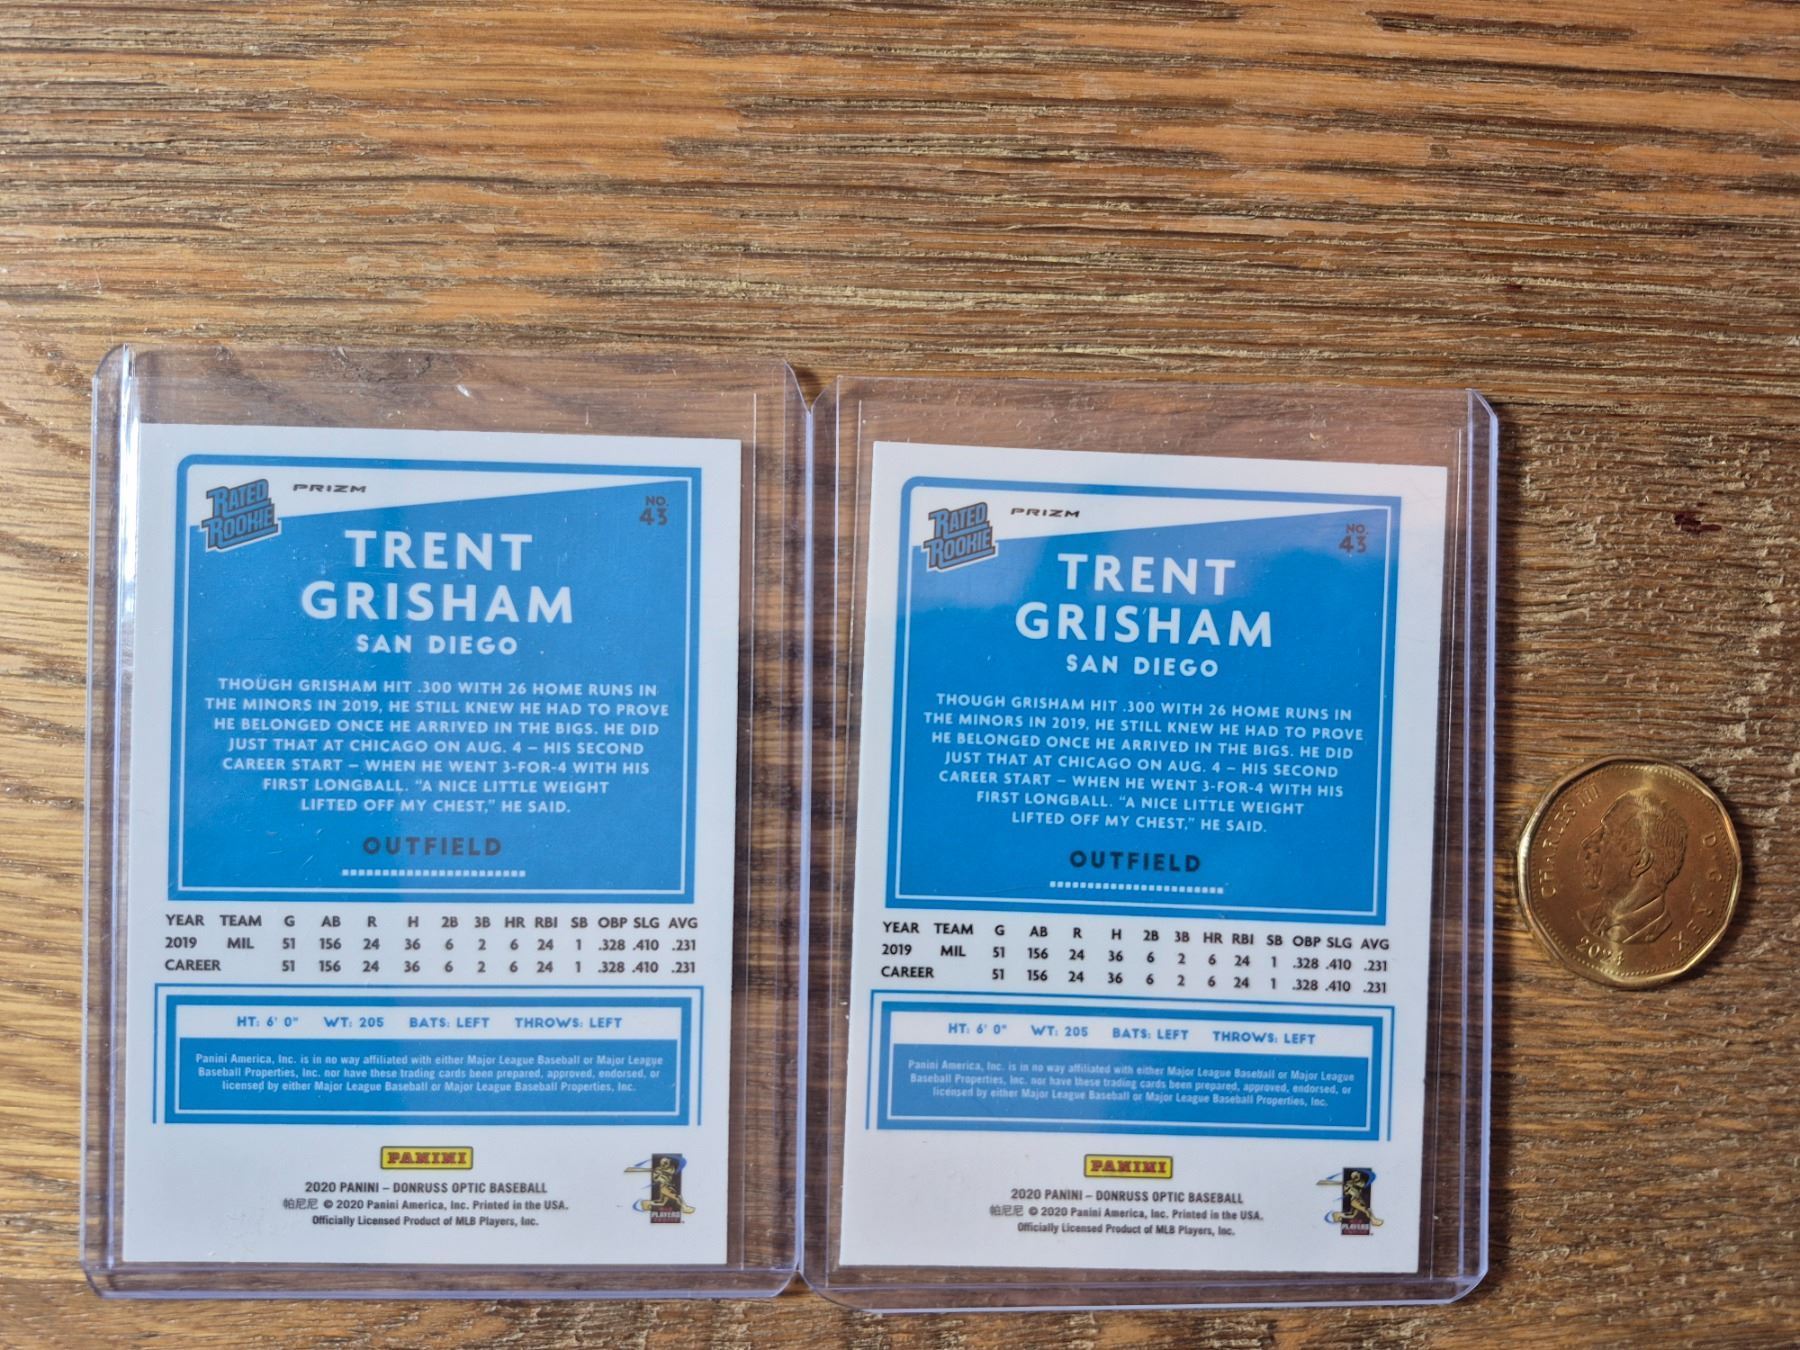 RATED
ROOKIE
PRIZM
NO.
43
TRENT
GRISHAM
SAN DIEGO
THOUGH GRISHAM HIT .300 WITH 26 HOME RUNS IN
THE MINORS IN 2019, HE STILL KNEW HE HAD TO PROVE
HE BELONGED ONCE HE ARRIVED IN THE BIGS. HE DID
JUST THAT AT CHICAGO ON AUG. 4 – HIS SECOND
CAREER START – WHEN HE WENT 3-FOR-4 WITH HIS
FIRST LONGBALL. “A NICE LITTLE WEIGHT
LIFTED OFF MY CHEST,” HE SAID.
OUTFIELD
YEAR TEAM G AB R H 2B 3B HR RBI SB OBP SLG AVG
2019 MIL 51 156 24 36 6 2 6 24 1 .328 .410 .231
CAREER 51 156 24 36 6 2 6 24 1 .328 .410 .231
HT: 6' 0" WT: 205 BATS: LEFT THROWS: LEFT
Panini America, Inc. is in no way affiliated with either Major League Baseball or Major League
Baseball Properties, Inc. nor have these trading cards been prepared, approved, endorsed, or
licensed by either Major League Baseball or Major League Baseball Properties, Inc.
PANINI
2020 PANINI – DONRUSS OPTIC BASEBALL
帕尼尼 © 2020 Panini America, Inc. Printed in the USA.
Officially Licensed Product of MLB Players, Inc.
PLAYERS
RATED
ROOKIE
PRIZM
NO.
43
TRENT
GRISHAM
SAN DIEGO
THOUGH GRISHAM HIT .300 WITH 26 HOME RUNS IN
THE MINORS IN 2019, HE STILL KNEW HE HAD TO PROVE
HE BELONGED ONCE HE ARRIVED IN THE BIGS. HE DID
JUST THAT AT CHICAGO ON AUG. 4 – HIS SECOND
CAREER START – WHEN HE WENT 3-FOR-4 WITH HIS
FIRST LONGBALL. “A NICE LITTLE WEIGHT
LIFTED OFF MY CHEST,” HE SAID.
OUTFIELD
YEAR TEAM G AB R H 2B 3B HR RBI SB OBP SLG AVG
2019 MIL 51 156 24 36 6 2 6 24 1 .328 .410 .231
CAREER 51 156 24 36 6 2 6 24 1 .328 .410 .231
HT: 6' 0" WT: 205 BATS: LEFT THROWS: LEFT
Panini America, Inc. is in no way affiliated with either Major League Baseball or Major League
Baseball Properties, Inc. nor have these trading cards been prepared, approved, endorsed, or
licensed by either Major League Baseball or Major League Baseball Properties, Inc.
PANINI
2020 PANINI – DONRUSS OPTIC BASEBALL
帕尼尼 © 2020 Panini America, Inc. Printed in the USA.
Officially Licensed Product of MLB Players, Inc.
PLAYERS
CHARLES III D·G·REX
2024